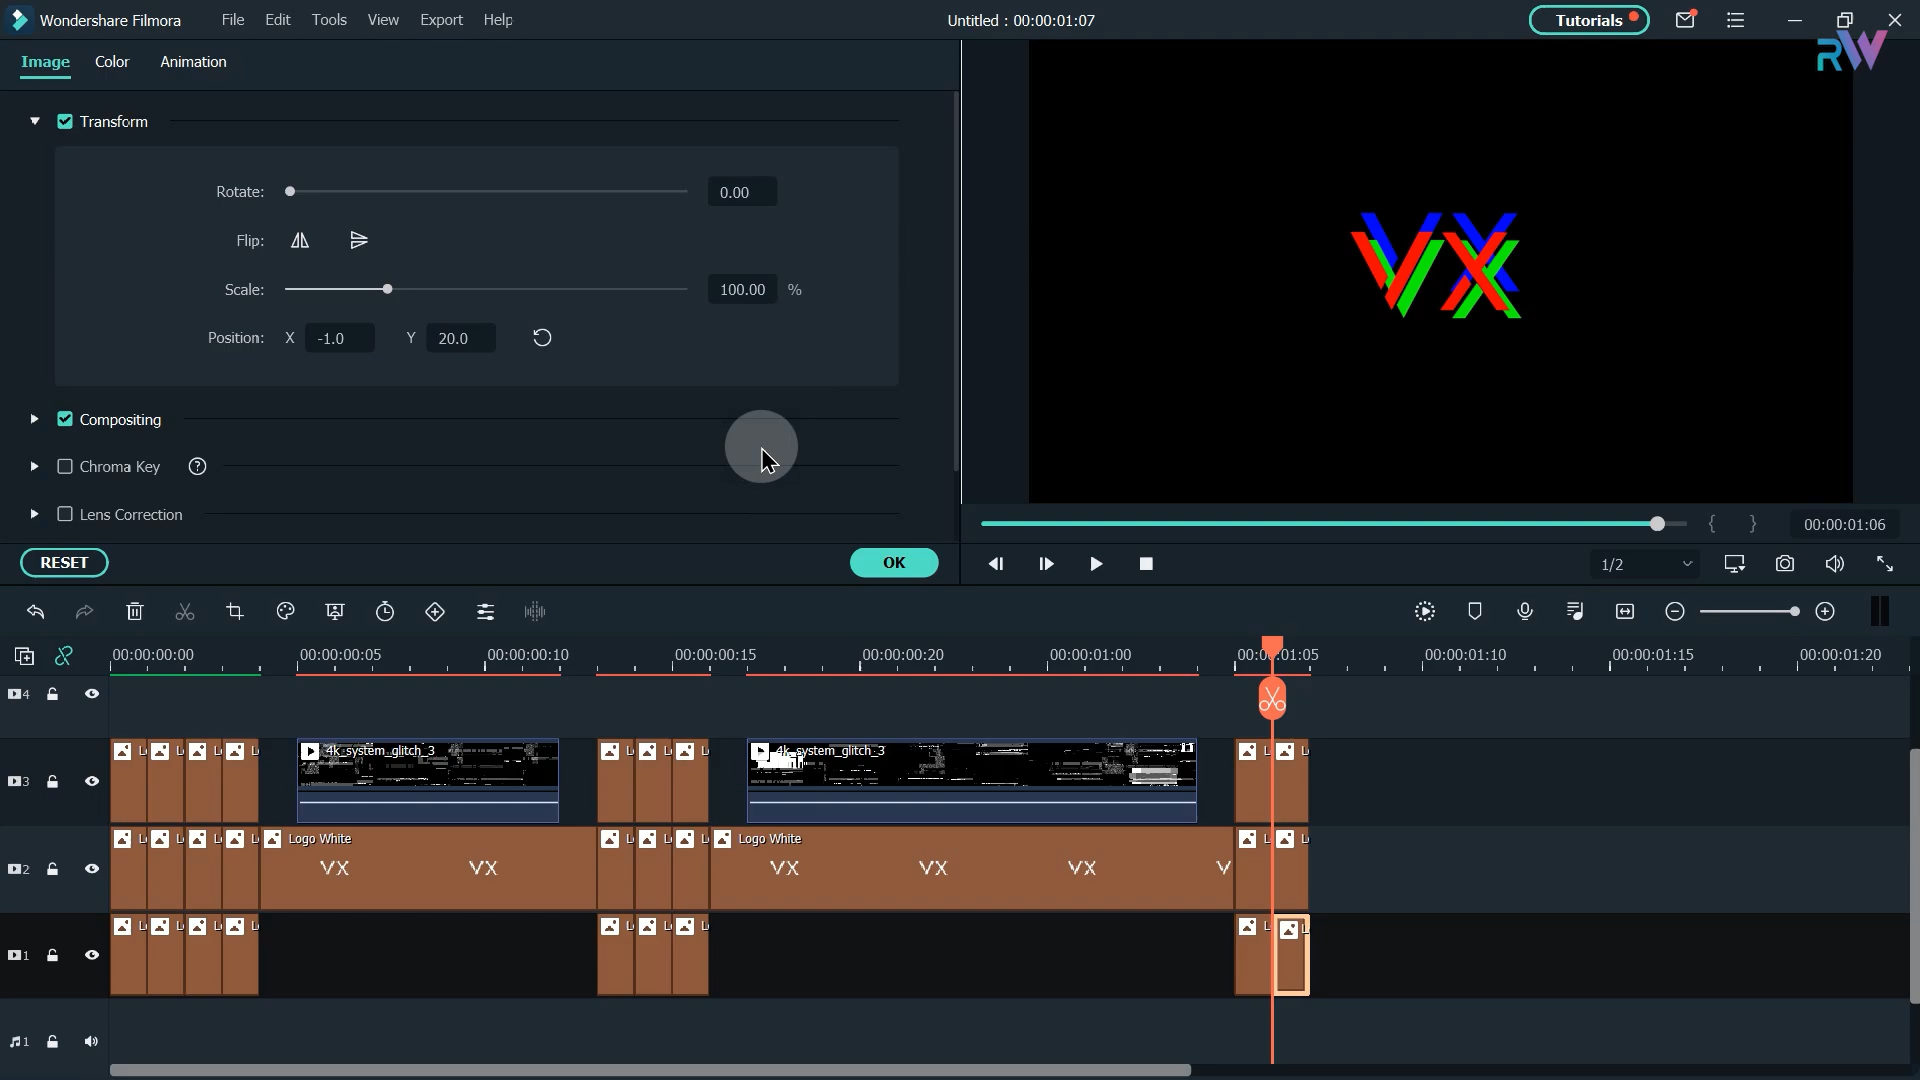 Wondershare Filmora File Edit Tools View Export Help Untitled : 00:00:01:07 Tutorials
RW
Image Color Animation
Transform
Rotate: 0.00
Flip:
Scale: 100.00 %
Position: X -1.0 Y 20.0
Compositing
Chroma Key ?
Lens Correction
RESET OK
VX
{ } 00:00:01:06
1/2
00:00:00:00 00:00:00:05 00:00:00:10 00:00:00:15 00:00:00:20 00:00:01:00 00:00:01:05 00:00:01:10 00:00:01:15 00:00:01:20
4
3 4k_system_glitch_3 4k_system_glitch_3
2 Logo White Logo White
VX VX VX VX VX
1
1